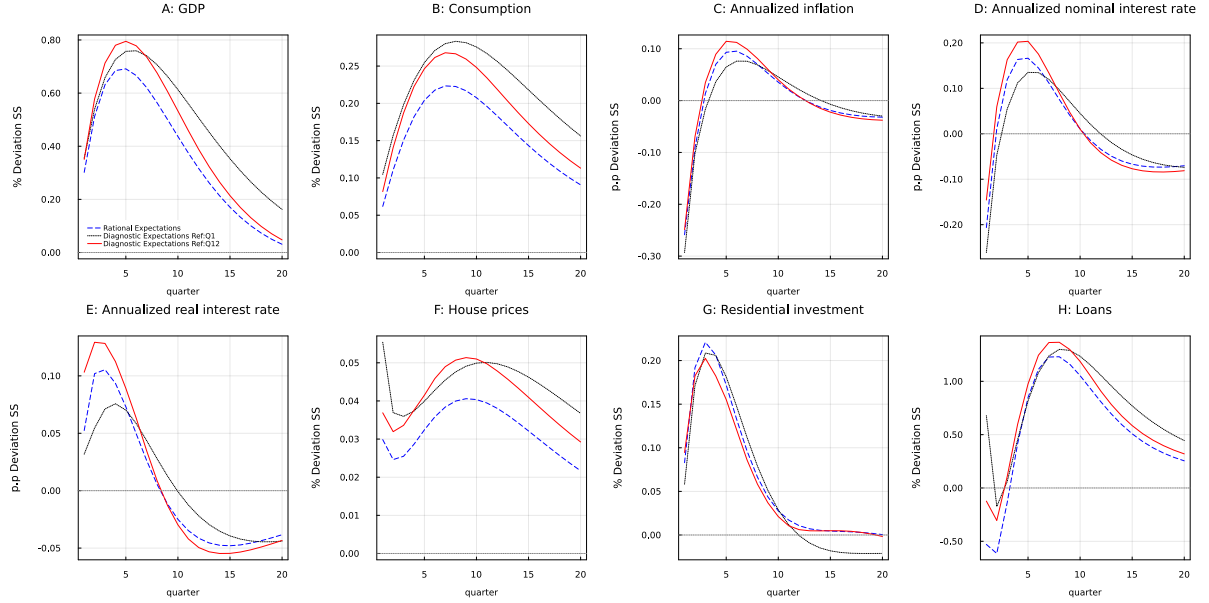 A: GDP
% Deviation SS
0.80
0.60
0.40
0.20
0.00
Rational Expectations
Diagnostic Expectations Ref:Q1
Diagnostic Expectations Ref:Q12
5
10
15
20
quarter
B: Consumption
% Deviation SS
0.25
0.20
0.15
0.10
0.05
0.00
5
10
15
20
quarter
C: Annualized inflation
p.p Deviation SS
0.10
0.00
-0.10
-0.20
-0.30
5
10
15
20
quarter
D: Annualized nominal interest rate
p.p Deviation SS
0.20
0.10
0.00
-0.10
-0.20
5
10
15
20
quarter
E: Annualized real interest rate
p.p Deviation SS
0.10
0.05
0.00
-0.05
5
10
15
20
quarter
F: House prices
% Deviation SS
0.05
0.04
0.03
0.02
0.01
0.00
5
10
15
20
quarter
G: Residential investment
% Deviation SS
0.20
0.15
0.10
0.05
0.00
5
10
15
20
quarter
H: Loans
% Deviation SS
1.00
0.50
0.00
-0.50
5
10
15
20
quarter